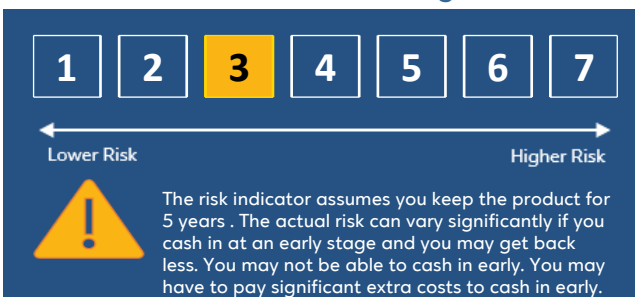 1 2 3 4 5 6 7
Lower Risk Higher Risk
!
The risk indicator assumes you keep the product for
5 years . The actual risk can vary significantly if you
cash in at an early stage and you may get back
less. You may not be able to cash in early. You may
have to pay significant extra costs to cash in early.